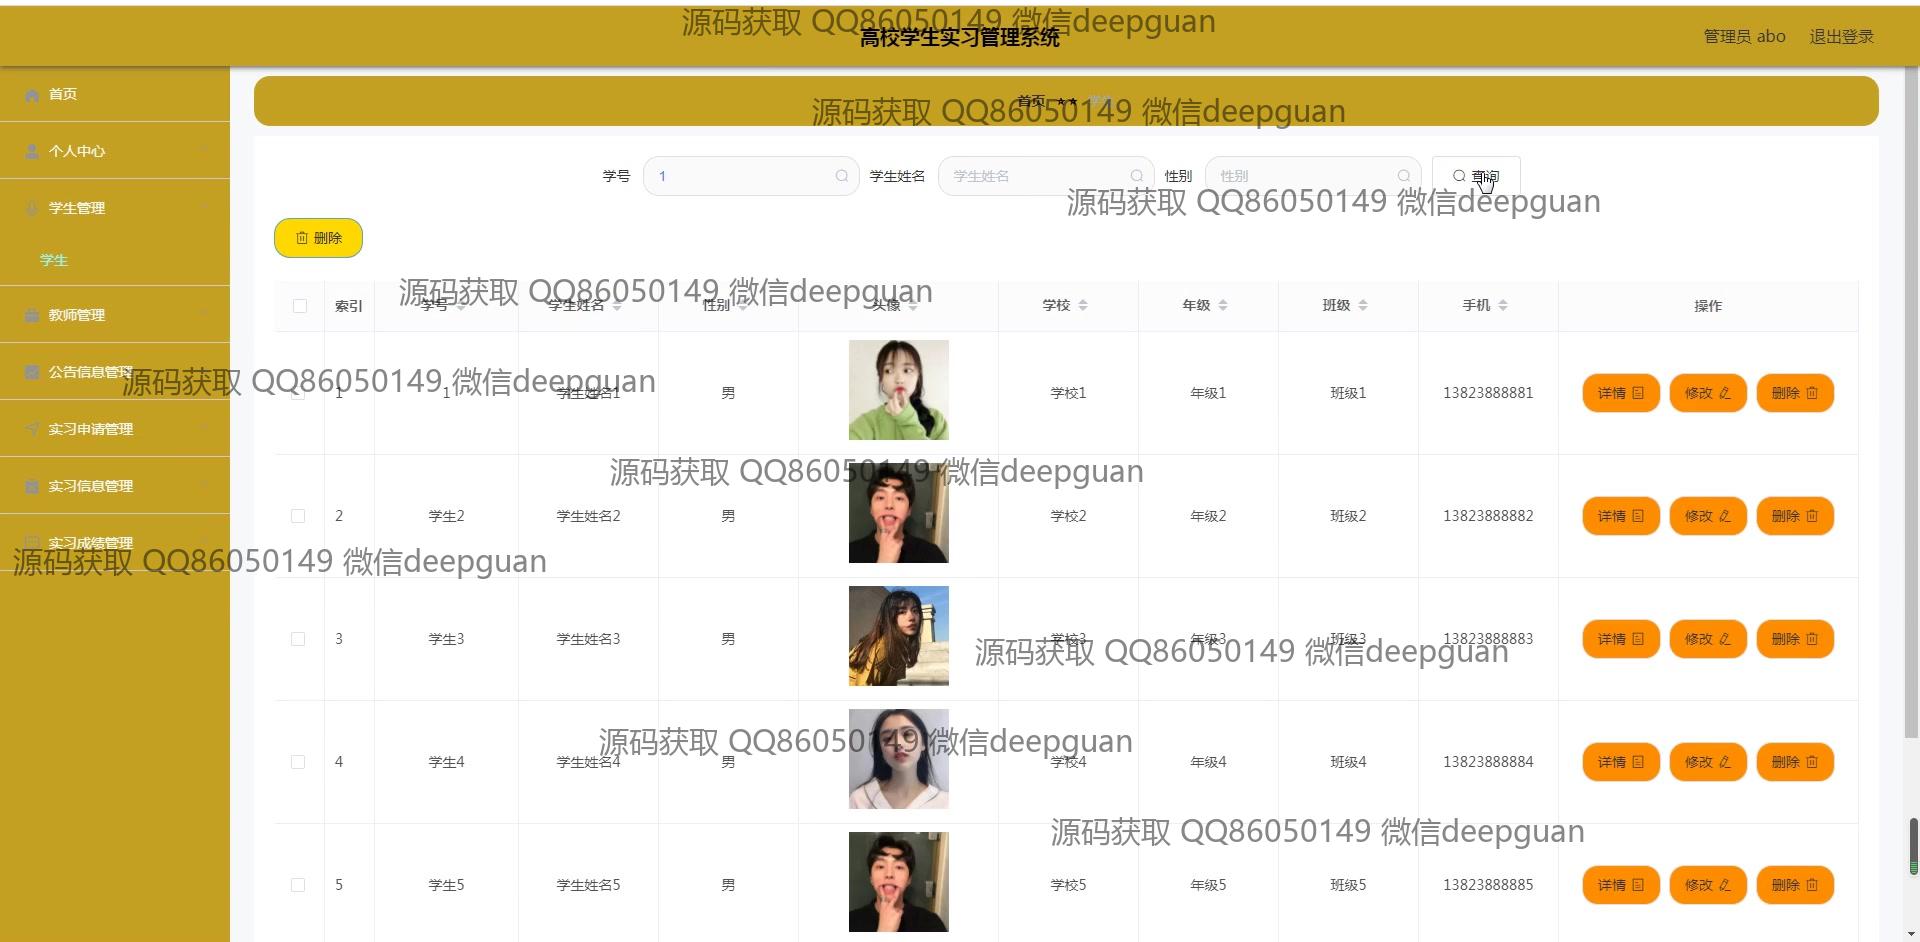 源码获取 QQ86050149 微信deepguan
高校学生实习管理系统
管理员 abo 退出登录
首页
个人中心
学生管理
学生
教师管理
公告信息管理
实习申请管理
实习信息管理
实习成绩管理
首页 ★★ 学生
源码获取 QQ86050149 微信deepguan
学号 1 学生姓名 学生姓名 性别 性别 查询
源码获取 QQ86050149 微信deepguan
删除
源码获取 QQ86050149 微信deepguan
索引 学号 学生姓名 性别 头像 学校 年级 班级 手机 操作
源码获取 QQ86050149 微信deepguan
1 1 学生姓名1 男 学校1 年级1 班级1 13823888881 详情 修改 删除
源码获取 QQ86050149 微信deepguan
2 学生2 学生姓名2 男 学校2 年级2 班级2 13823888882 详情 修改 删除
源码获取 QQ86050149 微信deepguan
3 学生3 学生姓名3 男 学校3 年级3 班级3 13823888883 详情 修改 删除
源码获取 QQ86050149 微信deepguan
源码获取 QQ86050149 微信deepguan
4 学生4 学生姓名4 男 学校4 年级4 班级4 13823888884 详情 修改 删除
源码获取 QQ86050149 微信deepguan
5 学生5 学生姓名5 男 学校5 年级5 班级5 13823888885 详情 修改 删除